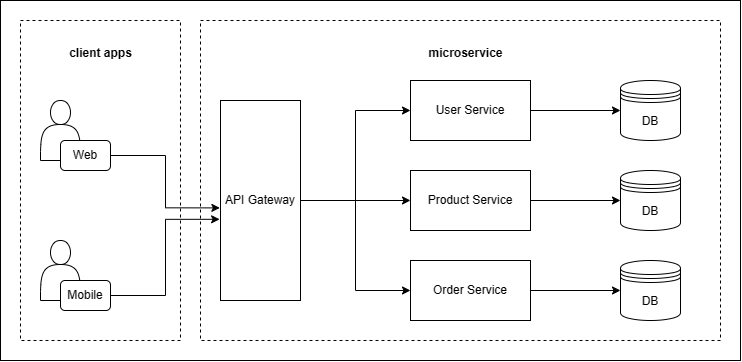 client apps
microservice
Web
Mobile
API Gateway
User Service
DB
Product Service
DB
Order Service
DB